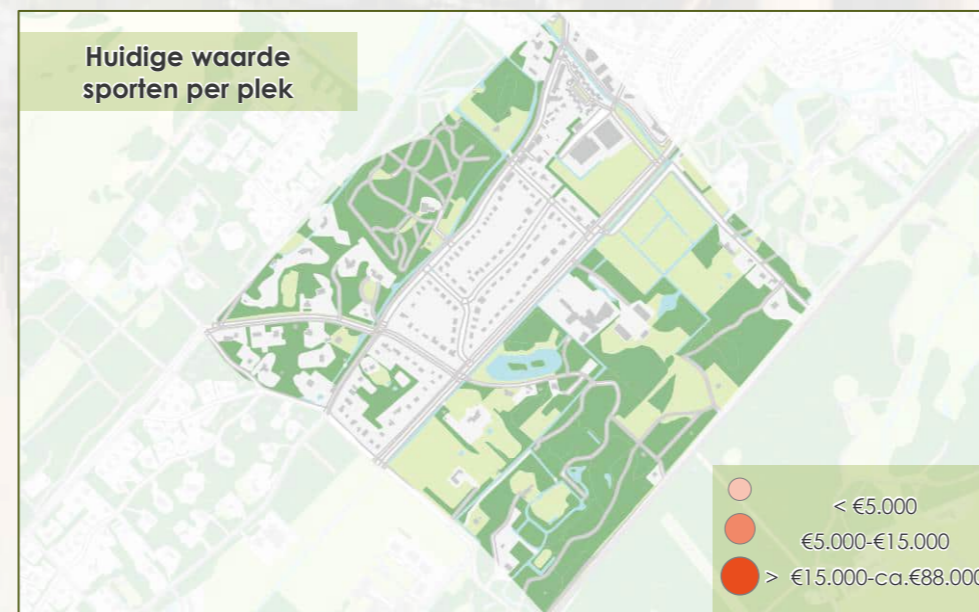 Huidige waarde
sporten per plek
< €5.000
€5.000-€15.000
> €15.000-ca.€88.000